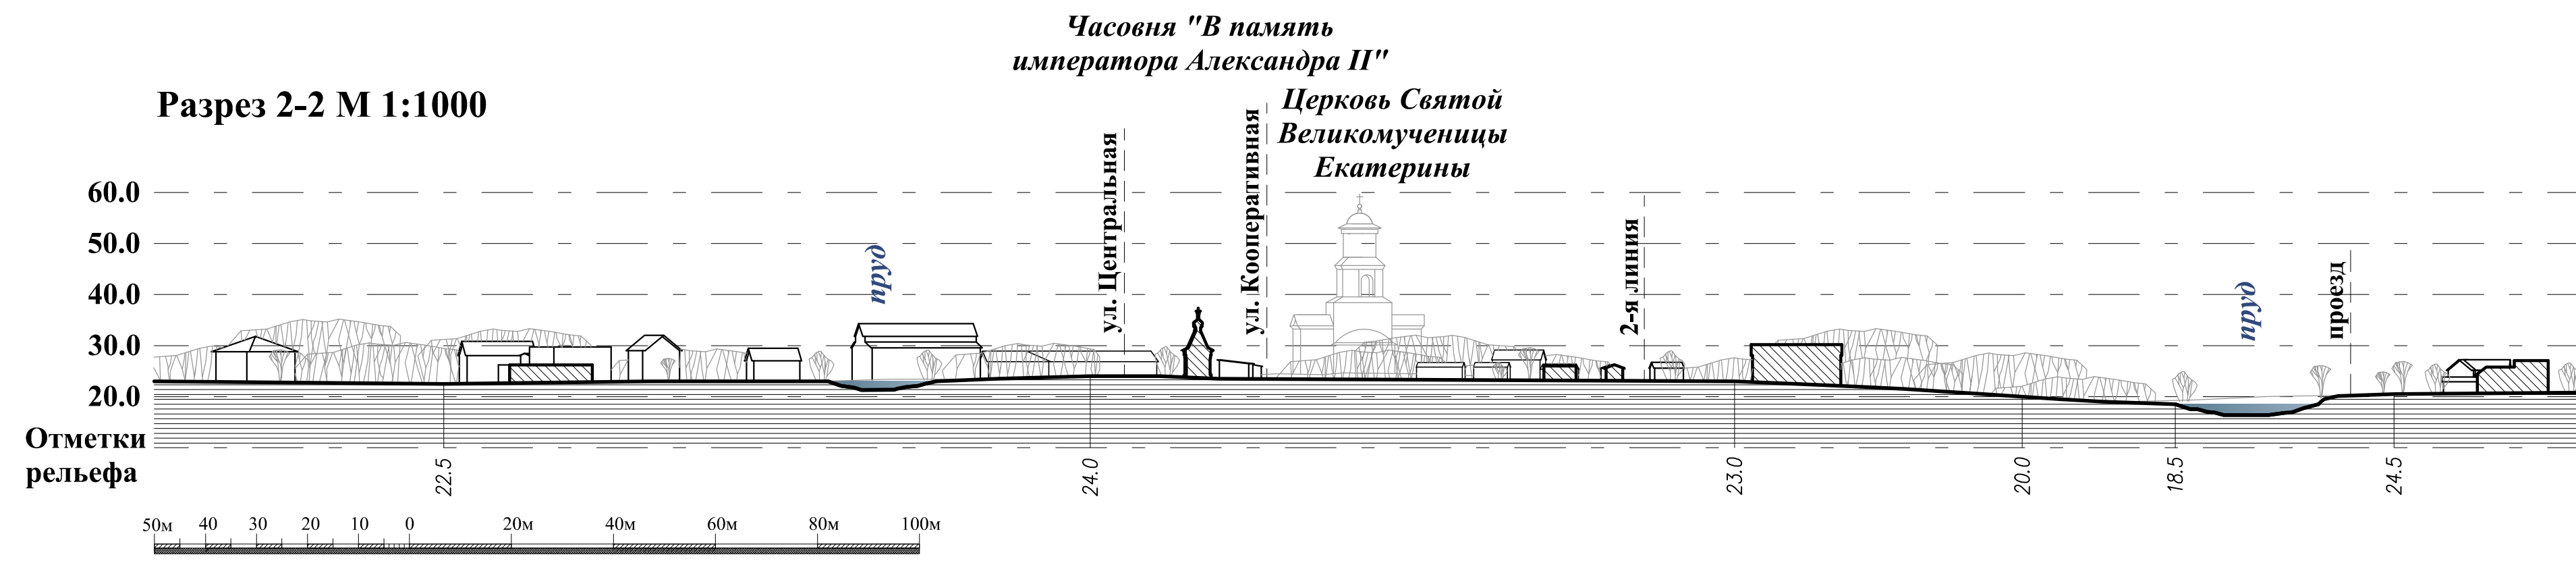 Часовня "В память
императора Александра II"
Разрез 2-2 М 1:1000
Церковь Святой
Великомученицы
Екатерины
ул. Центральная
ул. Кооперативная
2-я линия
проезд
пруд
пруд
60.0
50.0
40.0
30.0
20.0
Отметки
рельефа
22.5
24.0
23.0
20.0
18.5
24.5
50м 40 30 20 10 0 20м 40м 60м 80м 100м